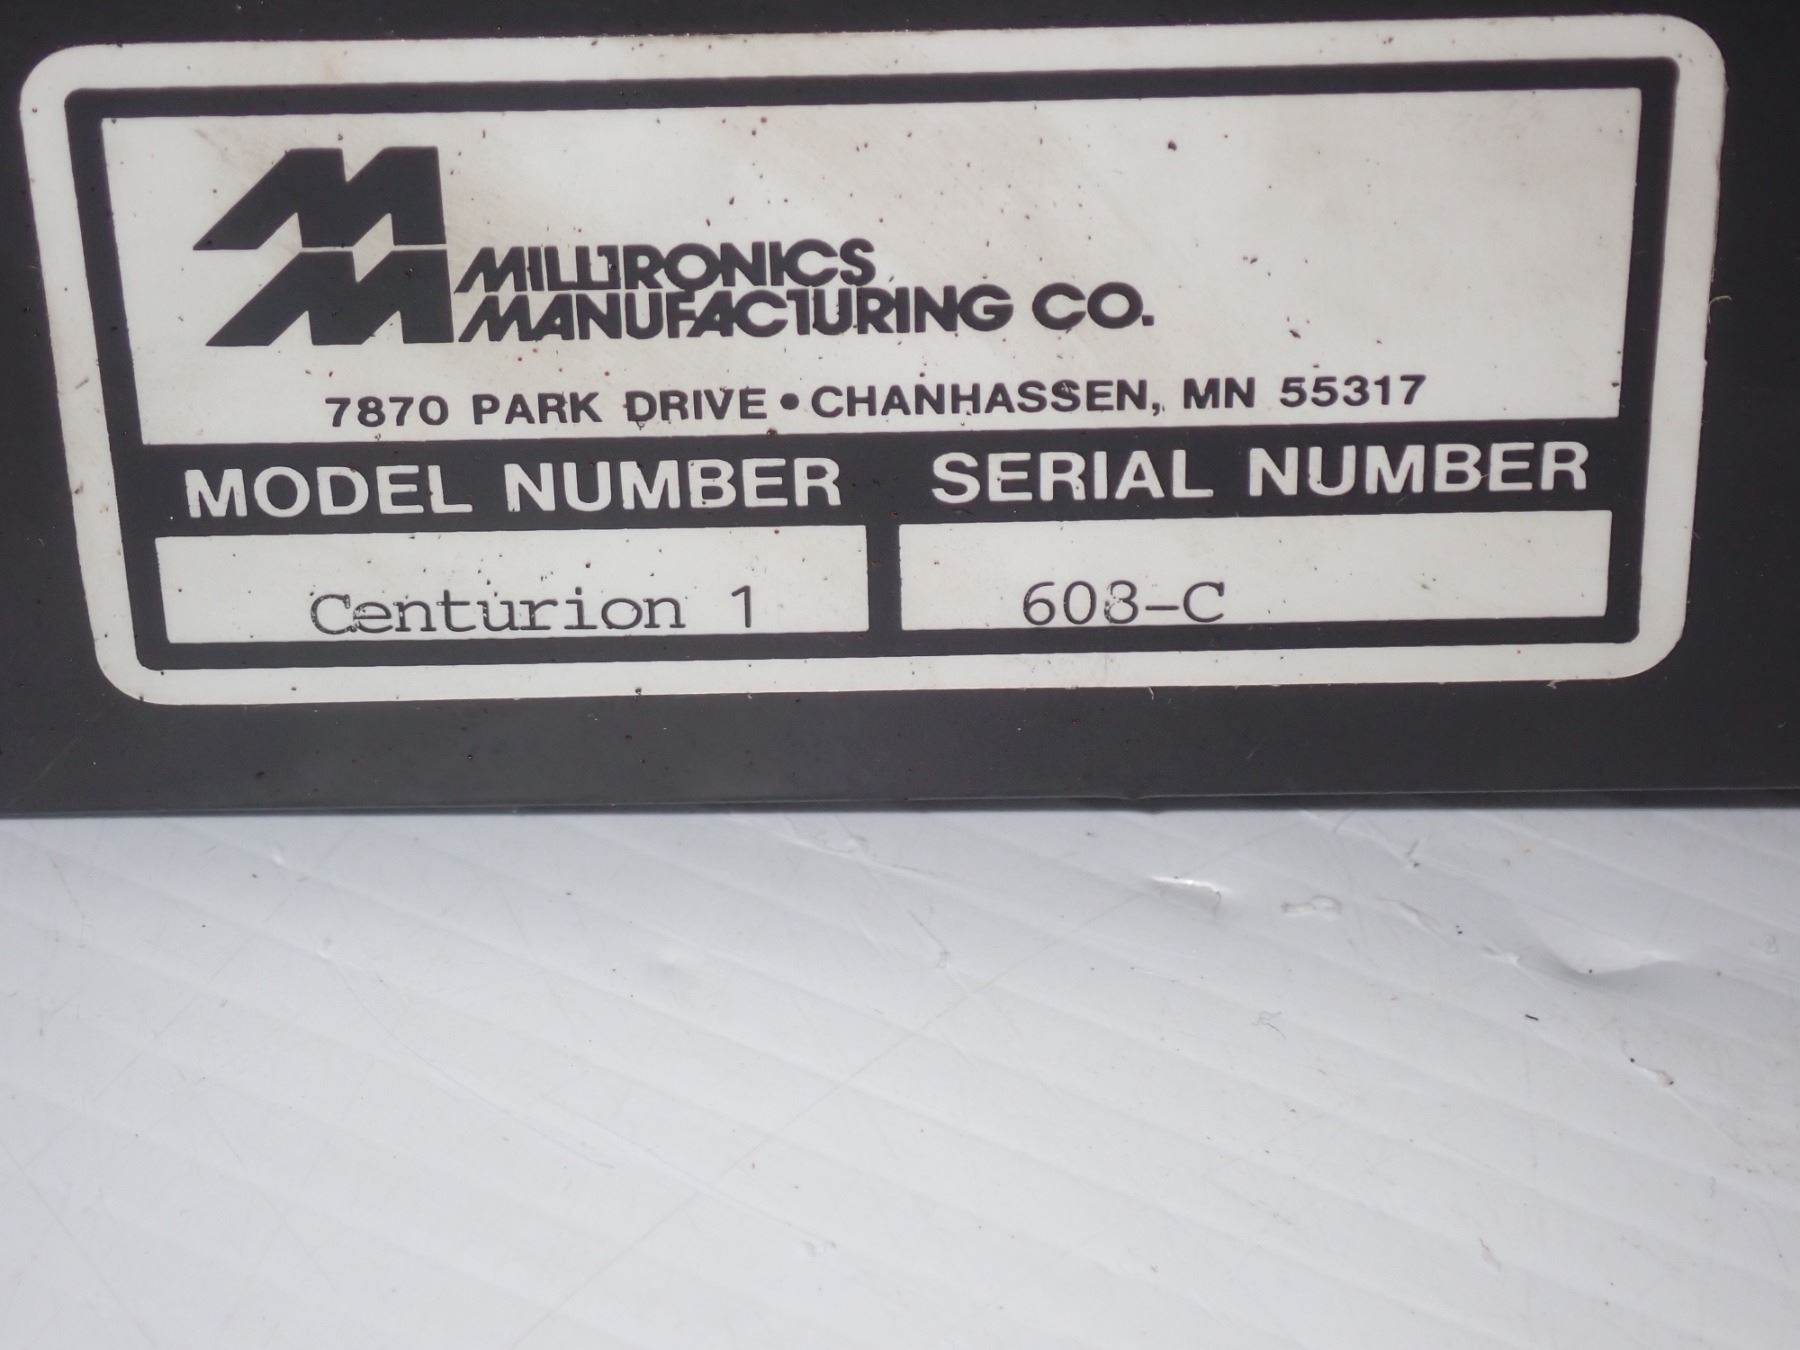 MILLTRONICS
MANUFACTURING CO.
7870 PARK DRIVE • CHANHASSEN, MN 55317
MODEL NUMBER SERIAL NUMBER
Centurion 1 608-C